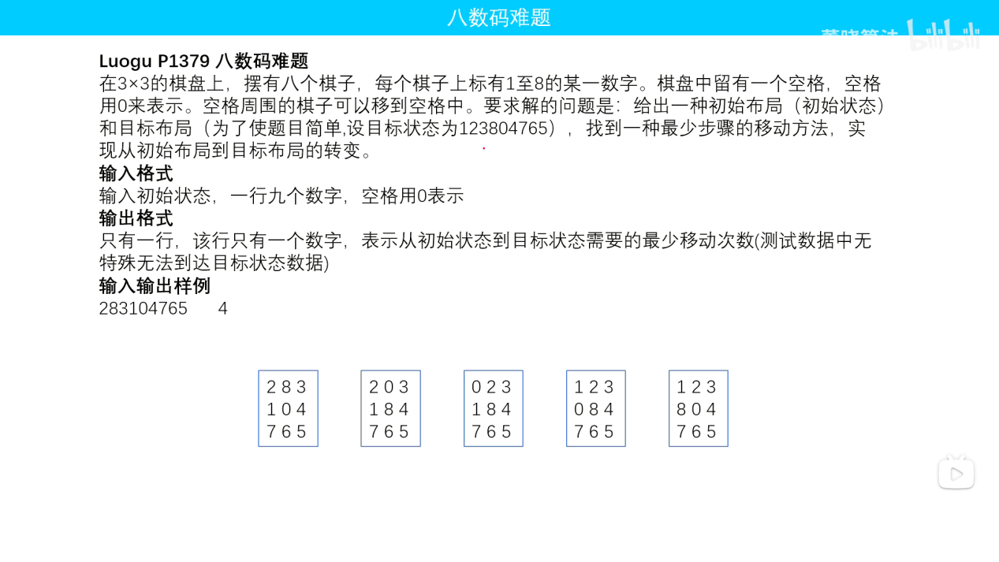 八数码难题
bilibili
Luogu P1379 八数码难题
在3×3的棋盘上，摆有八个棋子，每个棋子上标有1至8的某一数字。棋盘中留有一个空格，空格
用0来表示。空格周围的棋子可以移到空格中。要求解的问题是：给出一种初始布局（初始状态）
和目标布局（为了使题目简单,设目标状态为123804765），找到一种最少步骤的移动方法，实
现从初始布局到目标布局的转变。
输入格式
输入初始状态，一行九个数字，空格用0表示
输出格式
只有一行，该行只有一个数字，表示从初始状态到目标状态需要的最少移动次数(测试数据中无
特殊无法到达目标状态数据)
输入输出样例
283104765 4
2 8 3
1 0 4
7 6 5
2 0 3
1 8 4
7 6 5
0 2 3
1 8 4
7 6 5
1 2 3
0 8 4
7 6 5
1 2 3
8 0 4
7 6 5